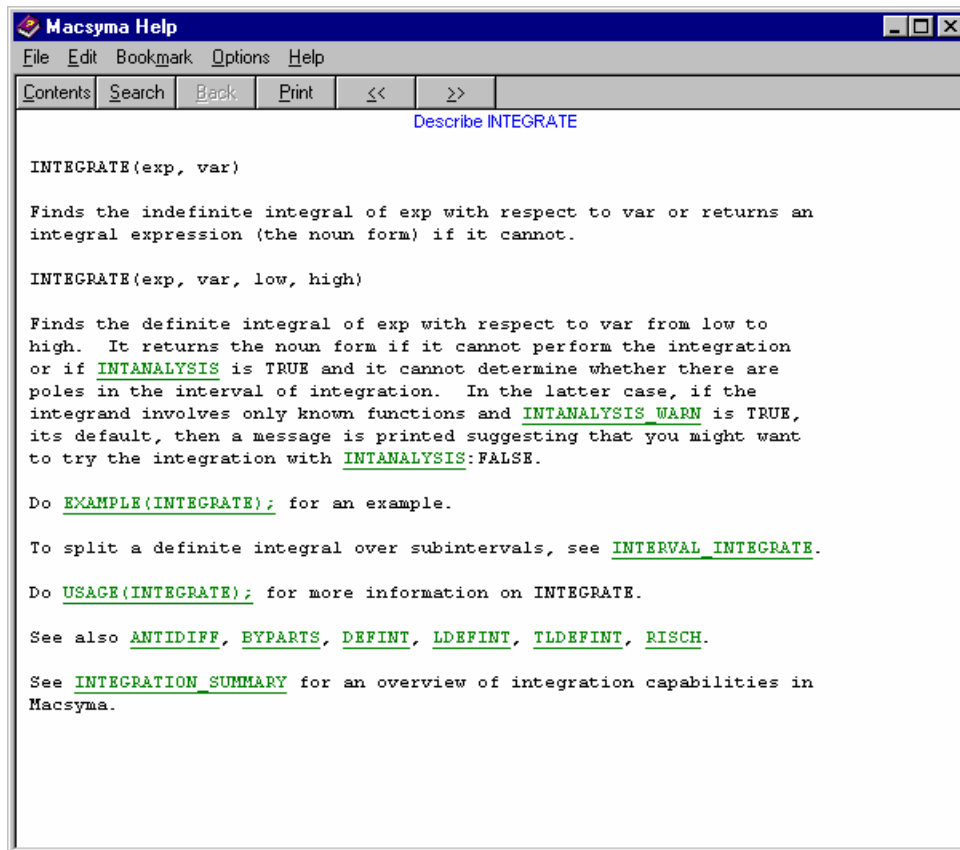 Macsyma Help
File Edit Bookmark Options Help
Contents Search Back Print << >>
Describe INTEGRATE
INTEGRATE(exp, var)
Finds the indefinite integral of exp with respect to var or returns an
integral expression (the noun form) if it cannot.
INTEGRATE(exp, var, low, high)
Finds the definite integral of exp with respect to var from low to
high. It returns the noun form if it cannot perform the integration
or if INTANALYSIS is TRUE and it cannot determine whether there are
poles in the interval of integration. In the latter case, if the
integrand involves only known functions and INTANALYSIS_WARN is TRUE,
its default, then a message is printed suggesting that you might want
to try the integration with INTANALYSIS:FALSE.
Do EXAMPLE(INTEGRATE); for an example.
To split a definite integral over subintervals, see INTERVAL_INTEGRATE.
Do USAGE(INTEGRATE); for more information on INTEGRATE.
See also ANTIDIFF, BYPARTS, DEFINT, LDEFINT, TLDEFINT, RISCH.
See INTEGRATION_SUMMARY for an overview of integration capabilities in
Macsyma.